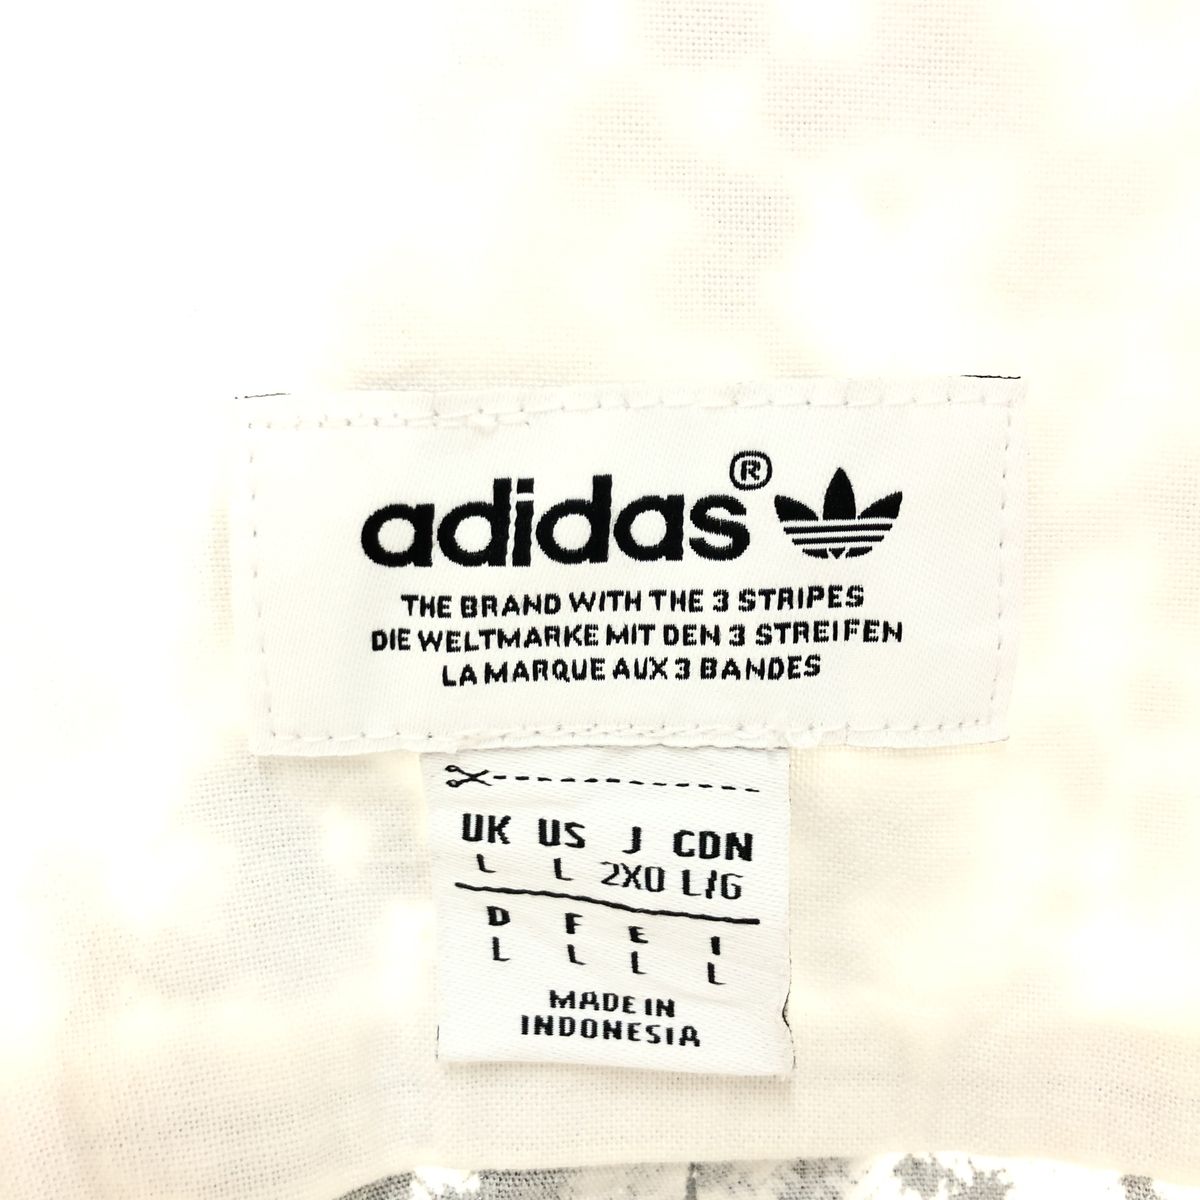 adidas®
THE BRAND WITH THE 3 STRIPES
DIE WELTMARKE MIT DEN 3 STREIFEN
LA MARQUE AUX 3 BANDES
UK US J CDN
L L 2XO L/G
D F E I
L L L L
MADE IN
INDONESIA